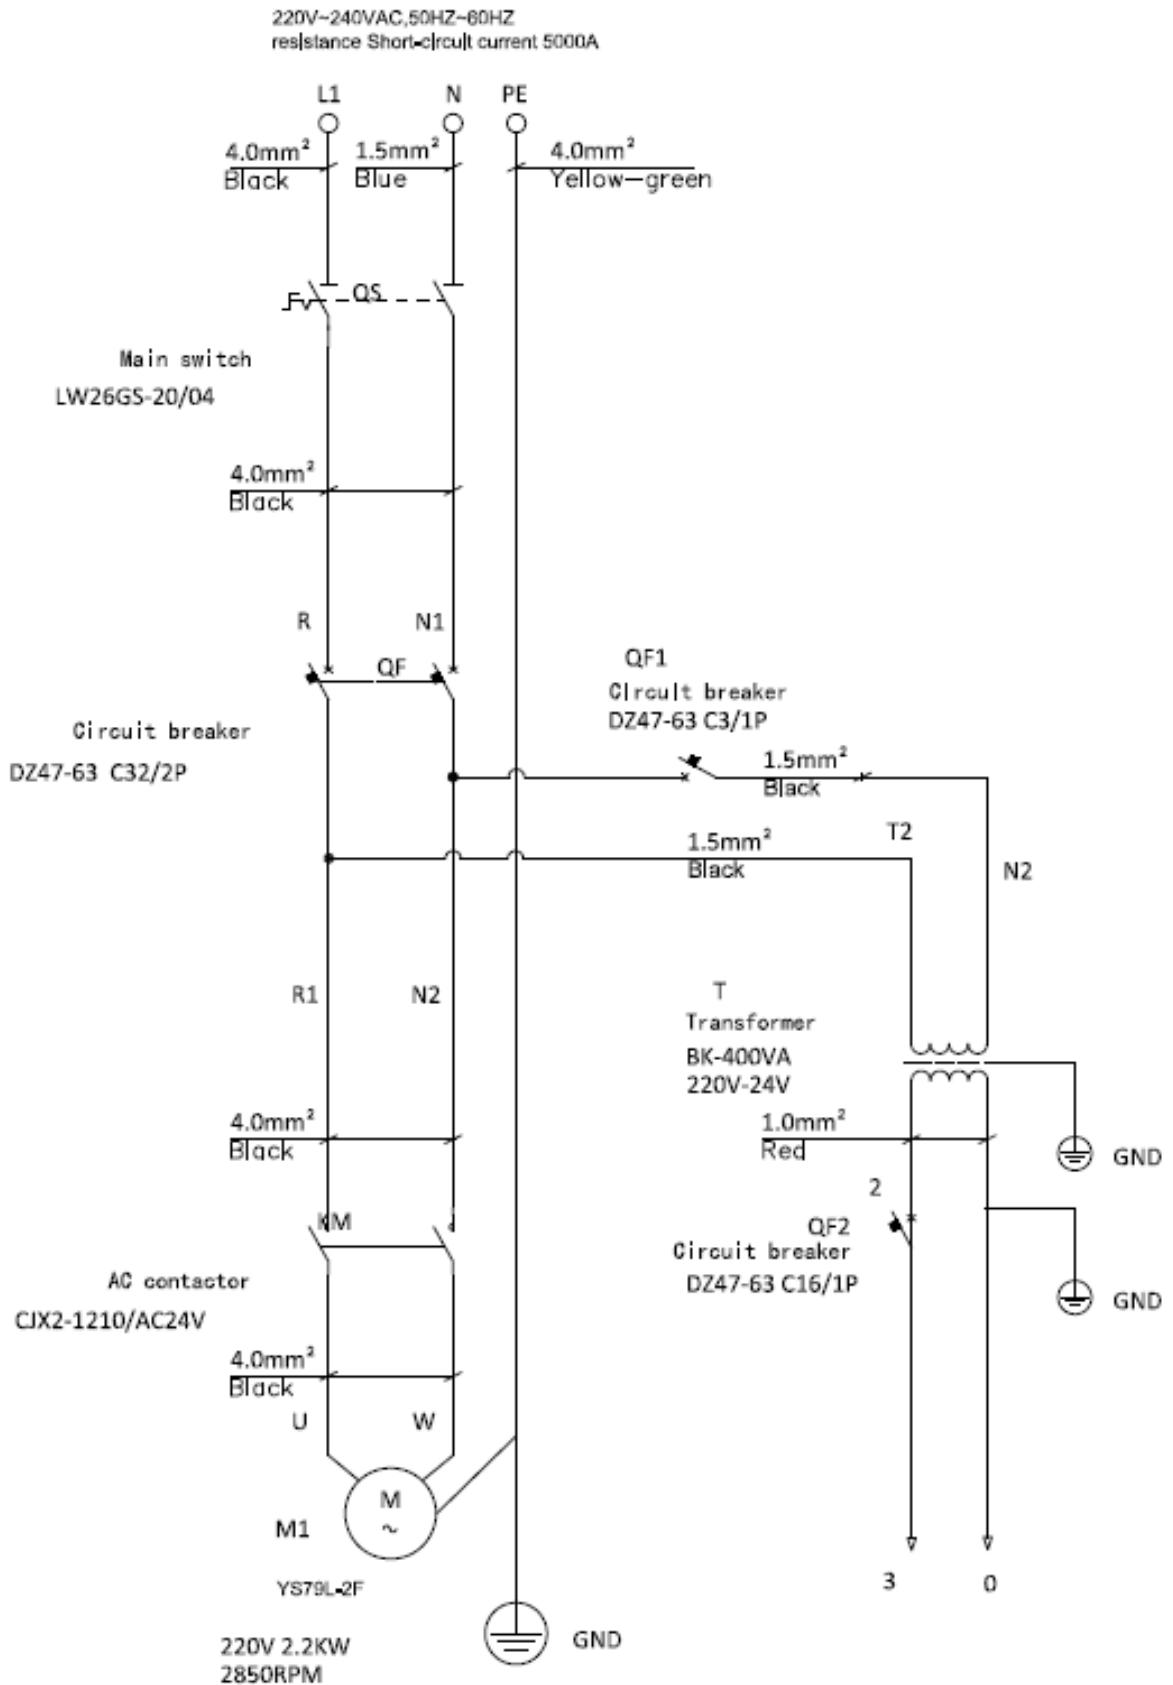 220V~240VAC,50HZ~60HZ
resistance Short-circuit current 5000A
L1 N PE
4.0mm² 1.5mm² 4.0mm²
Black Blue Yellow-green
QS
Main switch
LW26GS-20/04
4.0mm²
Black
R N1
QF
QF1
Circuit breaker
DZ47-63 C3/1P
Circuit breaker
DZ47-63 C32/2P
1.5mm²
Black
T2
1.5mm²
Black
N2
R1 N2
T
Transformer
BK-400VA
220V-24V
4.0mm²
Black
1.0mm²
Red
GND
2
KM
QF2
Circuit breaker
DZ47-63 C16/1P
AC contactor
CJX2-1210/AC24V
GND
4.0mm²
Black
U W
M
~
M1
YS79L-2F
3 0
220V 2.2KW
2850RPM
GND